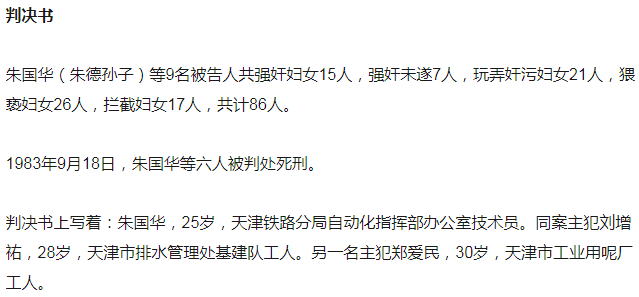 判决书
朱国华（朱德孙子）等9名被告人共强奸妇女15人，强奸未遂7人，玩弄奸污妇女21人，猥
亵妇女26人，拦截妇女17人，共计86人。
1983年9月18日，朱国华等六人被判处死刑。
判决书上写着：朱国华，25岁，天津铁路分局自动化指挥部办公室技术员。同案主犯刘增
祐，28岁，天津市排水管理处基建队工人。另一名主犯郑爱民，30岁，天津市工业用呢厂
工人。